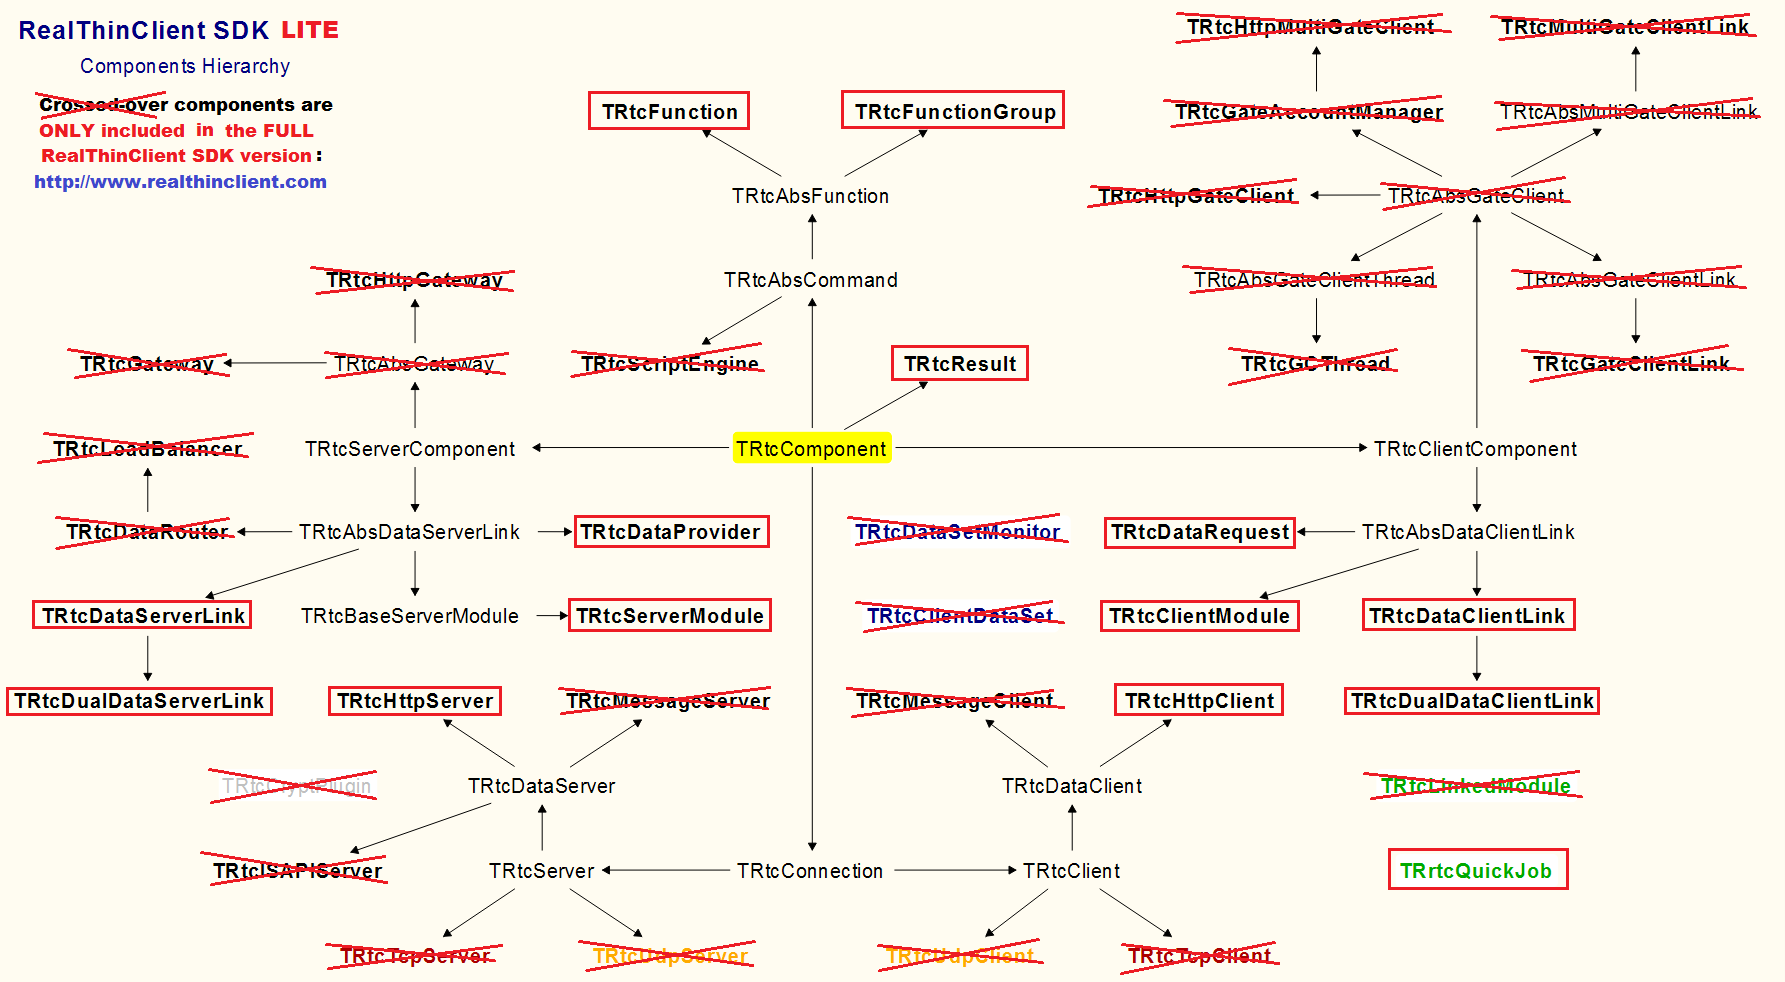 RealThinClient SDK LITE
Components Hierarchy
Crossed-over components are
ONLY included in the FULL
RealThinClient SDK version :
http://www.realthinclient.com
TRtcHttpMultiGateClient
TRtcMultiGateClientLink
TRtcFunction
TRtcFunctionGroup
TRtcGateAccountManager
TRtcAbsMultiGateClientLink
TRtcAbsFunction
TRtcHttpGateClient
TRtcAbsGateClient
TRtcHttpGateway
TRtcAbsCommand
TRtcAbsGateClientThread
TRtcAbsGateClientLink
TRtcGateway
TRtcAbsGateway
TRtcScriptEngine
TRtcResult
TRtcGCThread
TRtcGateClientLink
TRtcLoadBalancer
TRtcServerComponent
TRtcComponent
TRtcClientComponent
TRtcDataRouter
TRtcAbsDataServerLink
TRtcDataProvider
TRtcDataSetMonitor
TRtcDataRequest
TRtcAbsDataClientLink
TRtcDataServerLink
TRtcBaseServerModule
TRtcServerModule
TRtcClientDataSet
TRtcClientModule
TRtcDataClientLink
TRtcDualDataServerLink
TRtcHttpServer
TRtcMessageServer
TRtcMessageClient
TRtcHttpClient
TRtcDualDataClientLink
TRtcCryptPlugin
TRtcDataServer
TRtcDataClient
TRtcLinkedModule
TRtcISAPIServer
TRtcServer
TRtcConnection
TRtcClient
TRrtcQuickJob
TRtcTcpServer
TRtcUdpServer
TRtcUdpClient
TRtcTcpClient